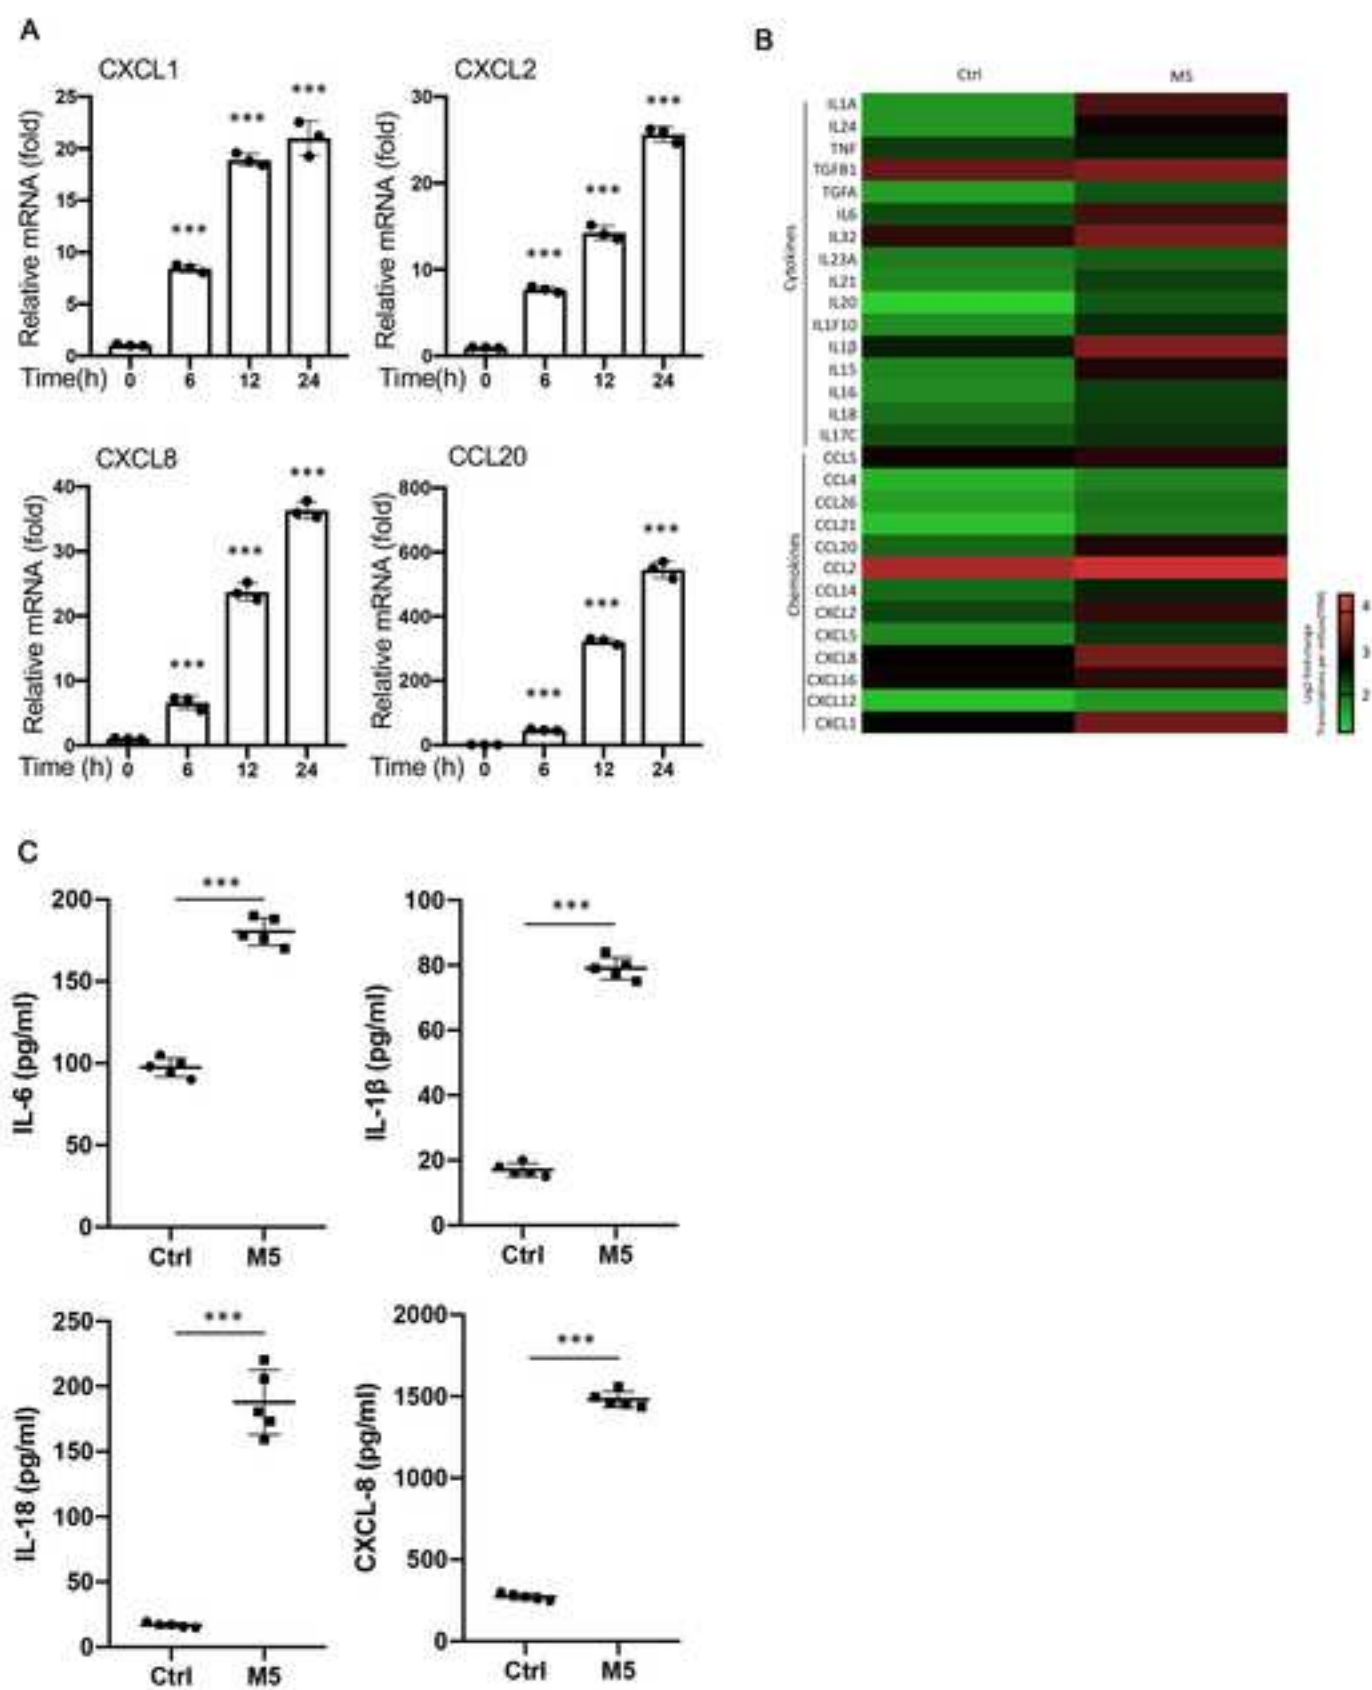 A
CXCL1
***
***
***
25
20
15
10
5
0
Relative mRNA (fold)
Time(h) 0 6 12 24
CXCL2
***
***
***
30
20
10
0
Relative mRNA (fold)
Time(h) 0 6 12 24
CXCL8
***
***
***
40
30
20
10
0
Relative mRNA (fold)
Time (h) 0 6 12 24
CCL20
***
***
***
800
600
400
200
0
Relative mRNA (fold)
Time (h) 0 6 12 24
B
Ctrl M5
Cytokines
IL1A
IL24
TNF
TGFB1
TGFA
IL6
IL32
IL23A
IL21
IL20
IL1F10
IL1B
IL15
IL16
IL18
IL17C
Chemokines
CCL5
CCL4
CCL26
CCL21
CCL20
CCL2
CCL14
CXCL2
CXCL5
CXCL8
CXCL16
CXCL12
CXCL1
4
3
2
C
***
200
150
100
50
0
IL-6 (pg/ml)
Ctrl M5
***
100
80
60
40
20
0
IL-1β (pg/ml)
Ctrl M5
***
250
200
150
100
50
0
IL-18 (pg/ml)
Ctrl M5
***
2000
1500
1000
500
0
CXCL-8 (pg/ml)
Ctrl M5